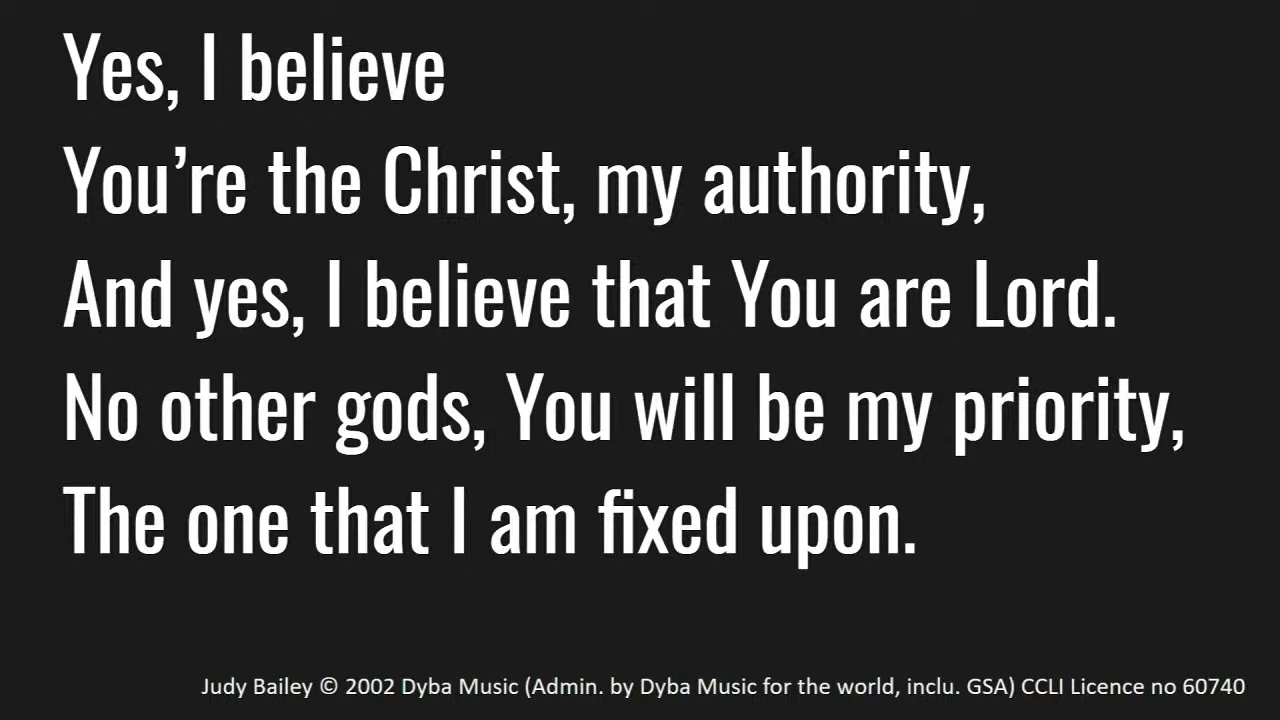 Yes, I believe
You’re the Christ, my authority,
And yes, I believe that You are Lord.
No other gods, You will be my priority,
The one that I am fixed upon.
Judy Bailey © 2002 Dyba Music (Admin. by Dyba Music for the world, inclu. GSA) CCLI Licence no 60740